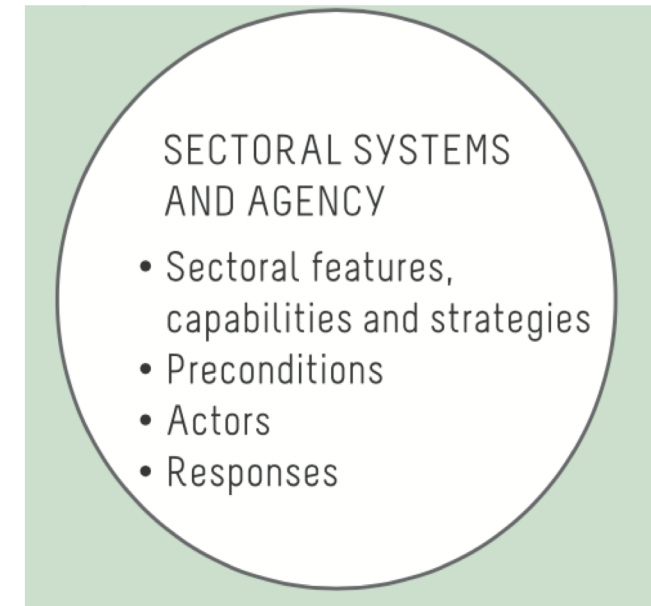 SECTORAL SYSTEMS
AND AGENCY
• Sectoral features,
capabilities and strategies
• Preconditions
• Actors
• Responses